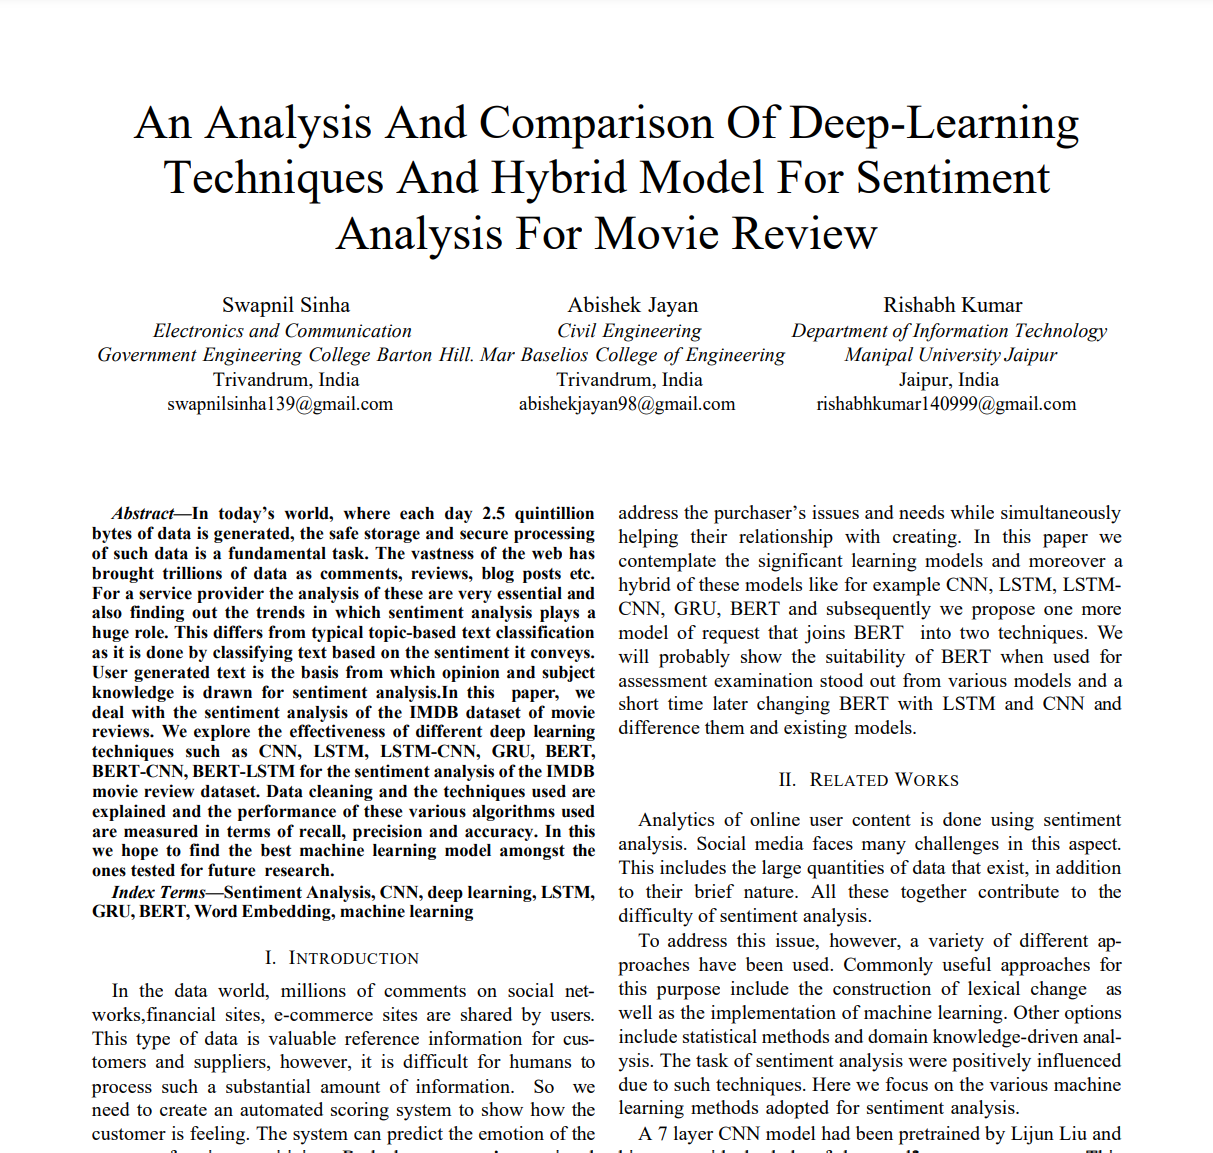 An Analysis And Comparison Of Deep-Learning
Techniques And Hybrid Model For Sentiment
Analysis For Movie Review
Swapnil Sinha
Electronics and Communication
Government Engineering College Barton Hill.
Trivandrum, India
swapnilsinha139@gmail.com
Abishek Jayan
Civil Engineering
Mar Baselios College of Engineering
Trivandrum, India
abishekjayan98@gmail.com
Rishabh Kumar
Department of Information Technology
Manipal University Jaipur
Jaipur, India
rishabhkumar140999@gmail.com
Abstract—In today's world, where each day 2.5 quintillion
bytes of data is generated, the safe storage and secure processing
of such data is a fundamental task. The vastness of the web has
brought trillions of data as comments, reviews, blog posts etc.
For a service provider the analysis of these are very essential and
also finding out the trends in which sentiment analysis plays a
huge role. This differs from typical topic-based text classification
as it is done by classifying text based on the sentiment it conveys.
User generated text is the basis from which opinion and subject
knowledge is drawn for sentiment analysis.In this paper, we
deal with the sentiment analysis of the IMDB dataset of movie
reviews. We explore the effectiveness of different deep learning
techniques such as CNN, LSTM, LSTM-CNN, GRU, BERT,
BERT-CNN, BERT-LSTM for the sentiment analysis of the IMDB
movie review dataset. Data cleaning and the techniques used are
explained and the performance of these various algorithms used
are measured in terms of recall, precision and accuracy. In this
we hope to find the best machine learning model amongst the
ones tested for future research.
Index Terms—Sentiment Analysis, CNN, deep learning, LSTM,
GRU, BERT, Word Embedding, machine learning
I. INTRODUCTION
In the data world, millions of comments on social net-
works,financial sites, e-commerce sites are shared by users.
This type of data is valuable reference information for cus-
tomers and suppliers, however, it is difficult for humans to
process such a substantial amount of information. So we
need to create an automated scoring system to show how the
customer is feeling. The system can predict the emotion of the
address the purchaser's issues and needs while simultaneously
helping their relationship with creating. In this paper we
contemplate the significant learning models and moreover a
hybrid of these models like for example CNN, LSTM, LSTM-
CNN, GRU, BERT and subsequently we propose one more
model of request that joins BERT into two techniques. We
will probably show the suitability of BERT when used for
assessment examination stood out from various models and a
short time later changing BERT with LSTM and CNN and
difference them and existing models.
II. RELATED WORKS
Analytics of online user content is done using sentiment
analysis. Social media faces many challenges in this aspect.
This includes the large quantities of data that exist, in addition
to their brief nature. All these together contribute to the
difficulty of sentiment analysis.
To address this issue, however, a variety of different ap-
proaches have been used. Commonly useful approaches for
this purpose include the construction of lexical change as
well as the implementation of machine learning. Other options
include statistical methods and domain knowledge-driven anal-
ysis. The task of sentiment analysis were positively influenced
due to such techniques. Here we focus on the various machine
learning methods adopted for sentiment analysis.
A 7 layer CNN model had been pretrained by Lijun Liu and